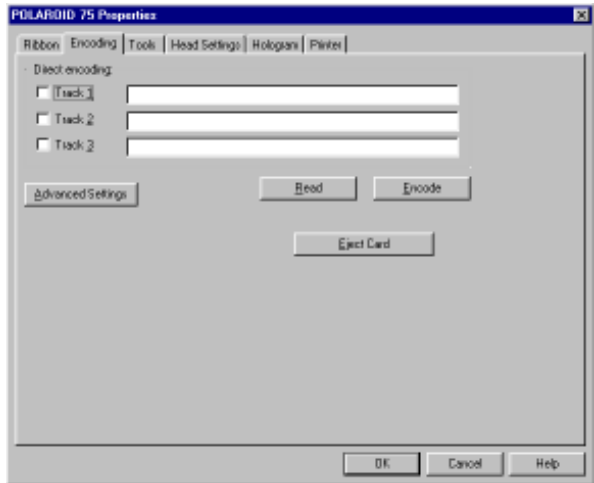 POLAROID 75 Properties
Ribbon Encoding Tools Head Settings Hologram Printer
Direct encoding:
Track 1
Track 2
Track 3
Advanced Settings Read Encode
Eject Card
OK Cancel Help